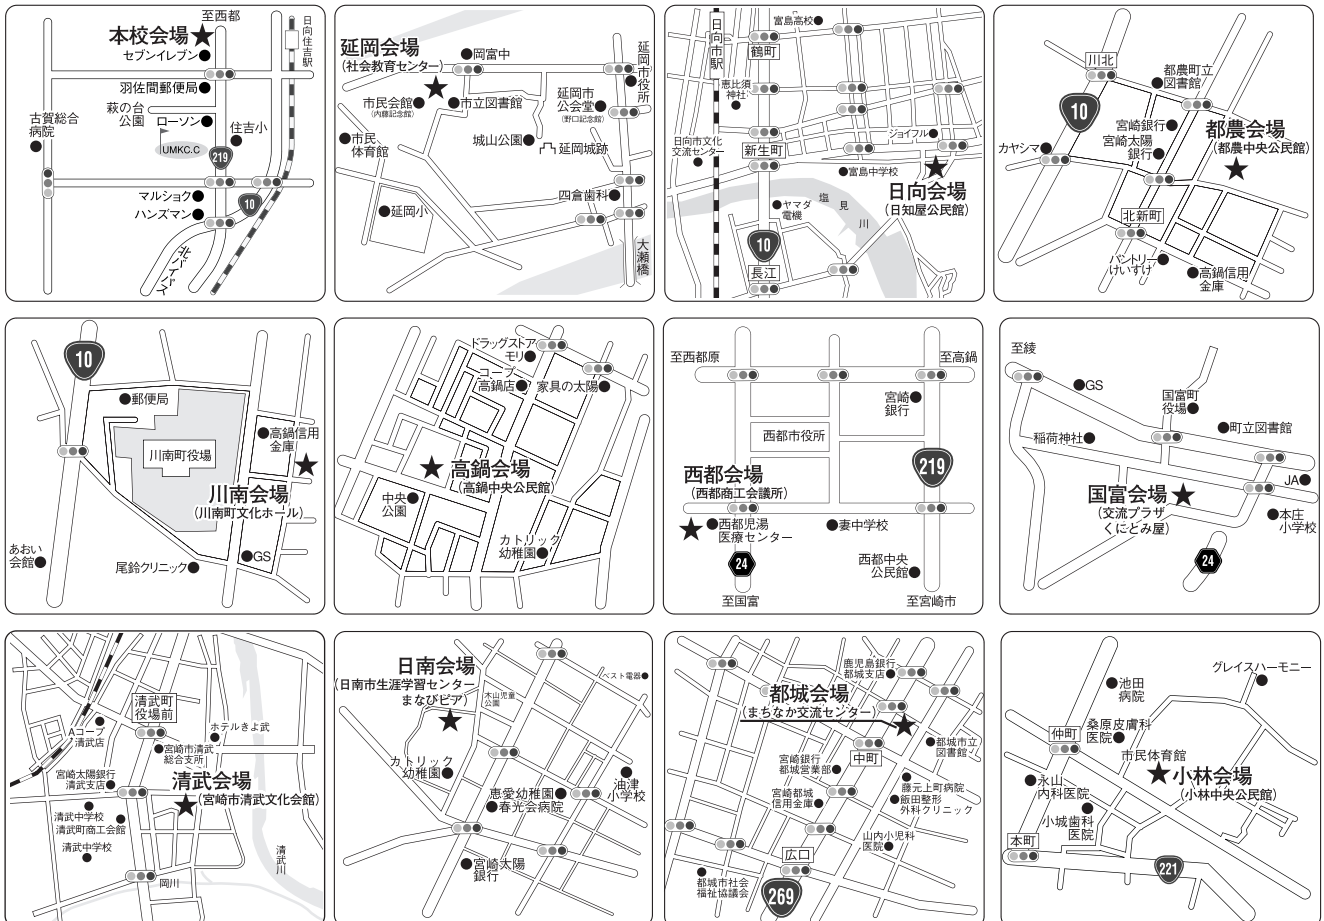 至西都
日向住吉駅
本校会場
セブンイレブン
羽佐間郵便局
萩の台
公園
ローソン
住吉小
古賀総合
病院
UMKC.C
219
マルショク
ハンズマン
10
北バイパス
延岡会場
(社会教育センター)
岡富中
延岡市役所
市民会館
(内藤記念館)
市立図書館
延岡市
公会堂
(野口記念館)
市民
体育館
城山公園
延岡城跡
四倉歯科
延岡小
大瀬橋
日向市駅
富島高校
鶴町
恵比須
神社
ジョイフル
日向市文化
交流センター
新生町
富島中学校
日向会場
(日知屋公民館)
ヤマダ
電機
塩見川
10
長江
川北
都農町立
図書館
10
宮崎銀行
宮崎太陽
銀行
都農会場
(都農中央公民館)
カヤシマ
北新町
パントリー
けいすけ
高鍋信用
金庫
10
郵便局
高鍋信用
金庫
川南町役場
川南会場
(川南町文化ホール)
あおい
会館
尾鈴クリニック
GS
ドラッグストア
モリ
コープ
高鍋店
家具の太陽
高鍋会場
(高鍋中央公民館)
中央
公園
カトリック
幼稚園
至西都原
至高鍋
宮崎
銀行
西都市役所
219
西都会場
(西都商工会議所)
西都児湯
医療センター
妻中学校
24
西都中央
公民館
至国富
至宮崎市
至綾
GS
国富町
役場
稲荷神社
町立図書館
JA
国富会場
(交流プラザ
くにとみ屋)
本庄
小学校
24
清武町
役場前
Aコープ
清武店
ホテルきよ武
宮崎市清武
総合支所
宮崎太陽銀行
清武支店
清武会場
(宮崎市清武文化会館)
清武中学校
清武町商工会館
清武中学校
清武川
岡川
日南会場
(日南市生涯学習センター
まなびピア)
木山児童
公園
ベスト電器
カトリック
幼稚園
恵愛幼稚園
春光会病院
油津
小学校
宮崎太陽
銀行
鹿児島銀行
都城支店
都城会場
(まちなか交流センター)
都城市立
図書館
中町
宮崎銀行
都城営業部
藤元上町病院
宮崎都城
信用金庫
飯田整形
外科クリニック
山内小児科
医院
広口
都城市社会
福祉協議会
269
グレイスハーモニー
池田
病院
桑原皮膚科
医院
仲町
市民体育館
小林会場
(小林中央公民館)
永山
内科医院
小城歯科
医院
本町
221